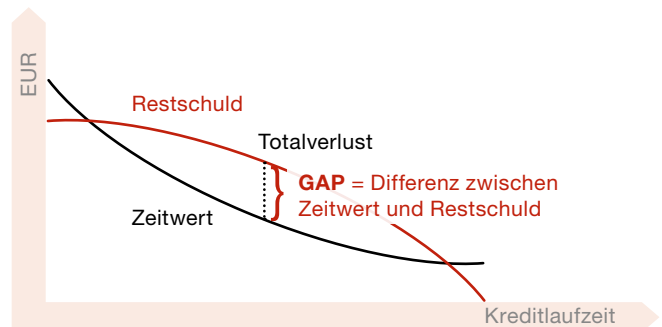 EUR
Restschuld
Totalverlust
GAP = Differenz zwischen
Zeitwert und Restschuld
Zeitwert
Kreditlaufzeit